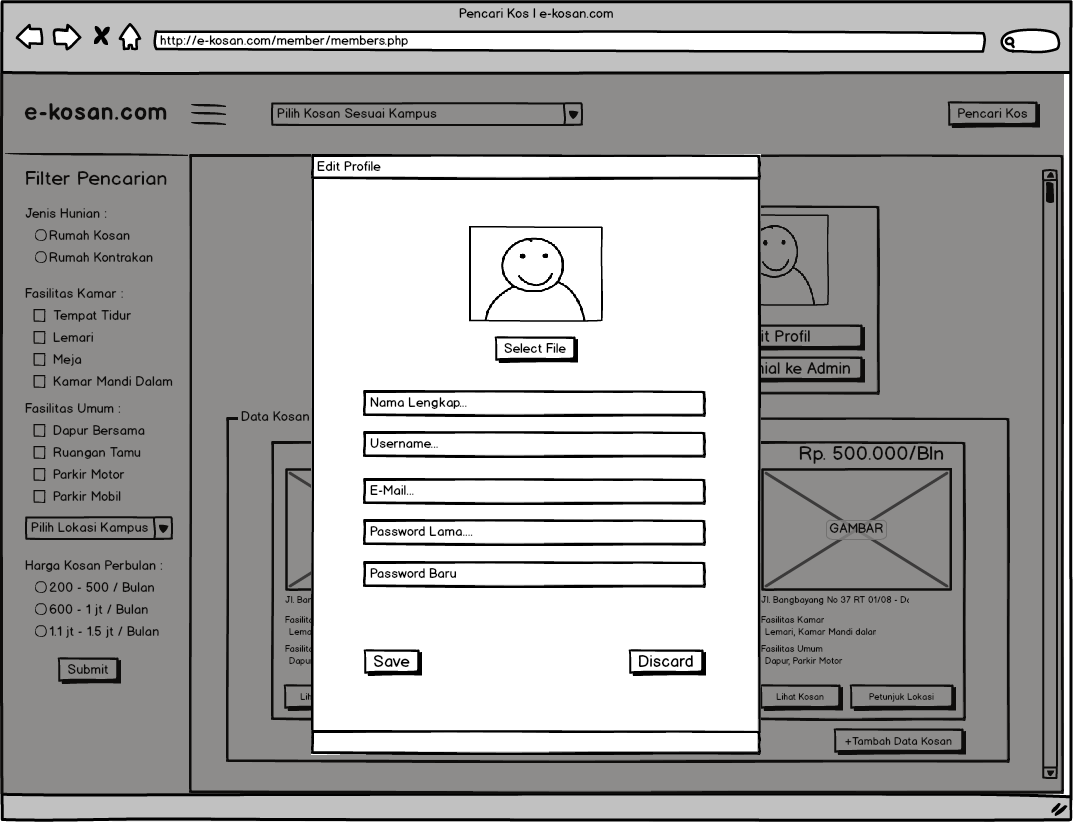 Pencari Kos | e-kosan.com
http://e-kosan.com/member/members.php
e-kosan.com
Pilih Kosan Sesuai Kampus
Pencari Kos
Filter Pencarian
Jenis Hunian :
Rumah Kosan
Rumah Kontrakan
Fasilitas Kamar :
Tempat Tidur
Lemari
Meja
Kamar Mandi Dalam
Fasilitas Umum :
Dapur Bersama
Ruangan Tamu
Parkir Motor
Parkir Mobil
Pilih Lokasi Kampus
Harga Kosan Perbulan :
200 - 500 / Bulan
600 - 1 jt / Bulan
1.1 jt - 1.5 jt / Bulan
Submit
Edit Profile
Select File
Nama Lengkap...
Username...
E-Mail...
Password Lama....
Password Baru
Save
Discard
it Profil
ial ke Admin
Data Kosan
Jl. Ban
Fasilita
Lema
Fasilita
Dapu
Lih
Rp. 500.000/Bln
GAMBAR
Jl. Bangbayang No 37 RT 01/08 - Da
Fasilitas Kamar
Lemari, Kamar Mandi dalar
Fasilitas Umum
Dapur, Parkir Motor
Lihat Kosan
Petunjuk Lokasi
+Tambah Data Kosan